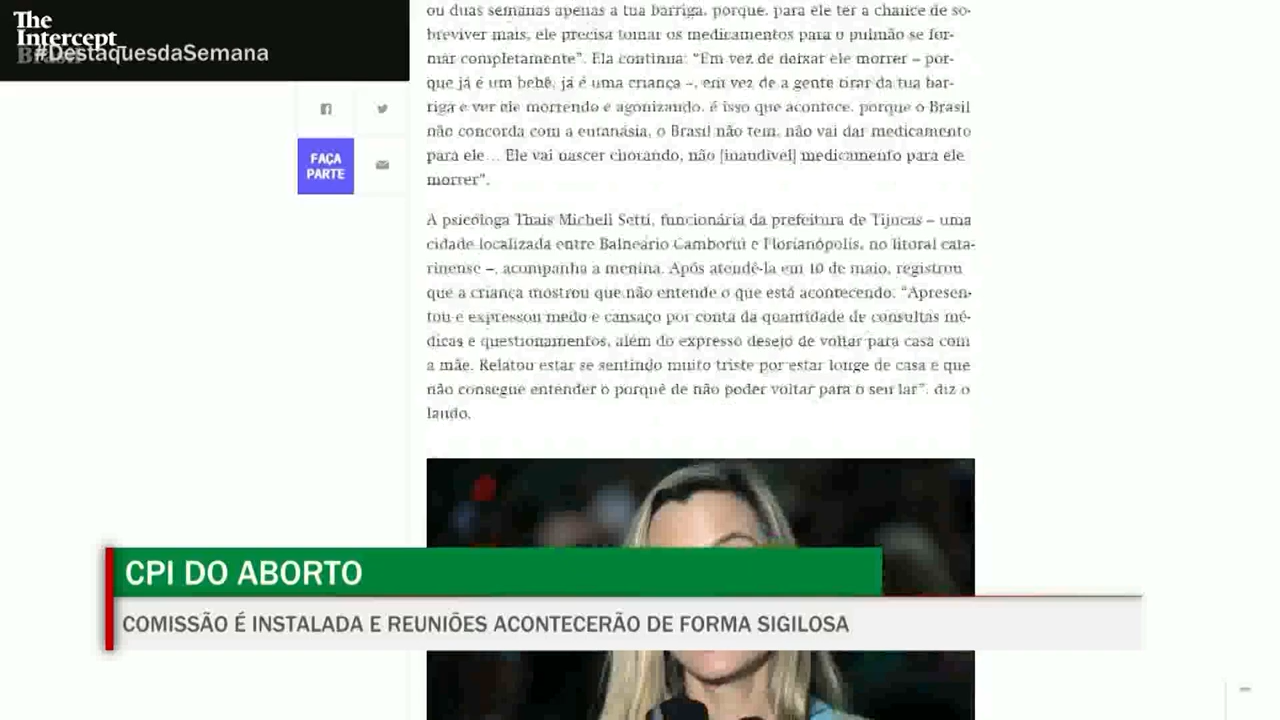 The
Intercept
Brasil
#DestaquesdaSemana
FAÇA
PARTE
ou duas semanas apenas a tua barriga, porque, para ele ter a chance de so-
breviver mais, ele precisa tomar os medicamentos para o pulmão se for-
mar completamente”. Ela continua: “Em vez de deixar ele morrer – por-
que já é um bebê, já é uma criança –, em vez de a gente tirar da tua bar-
riga e ver ele morrendo e agonizando, é isso que acontece, porque o Brasil
não concorda com a eutanásia, o Brasil não tem, não vai dar medicamento
para ele… Ele vai nascer chorando, não [inaudível] medicamento para ele
morrer”.
A psicóloga Thais Micheli Setti, funcionária da prefeitura de Tijucas – uma
cidade localizada entre Balneário Camboriú e Florianópolis, no litoral cata-
rinense –, acompanha a menina. Após atendê-la em 10 de maio, registrou
que a criança mostrou que não entende o que está acontecendo. “Apresen-
tou e expressou medo e cansaço por conta da quantidade de consultas mé-
dicas e questionamentos, além do expresso desejo de voltar para casa com
a mãe. Relatou estar se sentindo muito triste por estar longe de casa e que
não consegue entender o porquê de não poder voltar para o seu lar”, diz o
laudo.
CPI DO ABORTO
COMISSÃO É INSTALADA E REUNIÕES ACONTECERÃO DE FORMA SIGILOSA